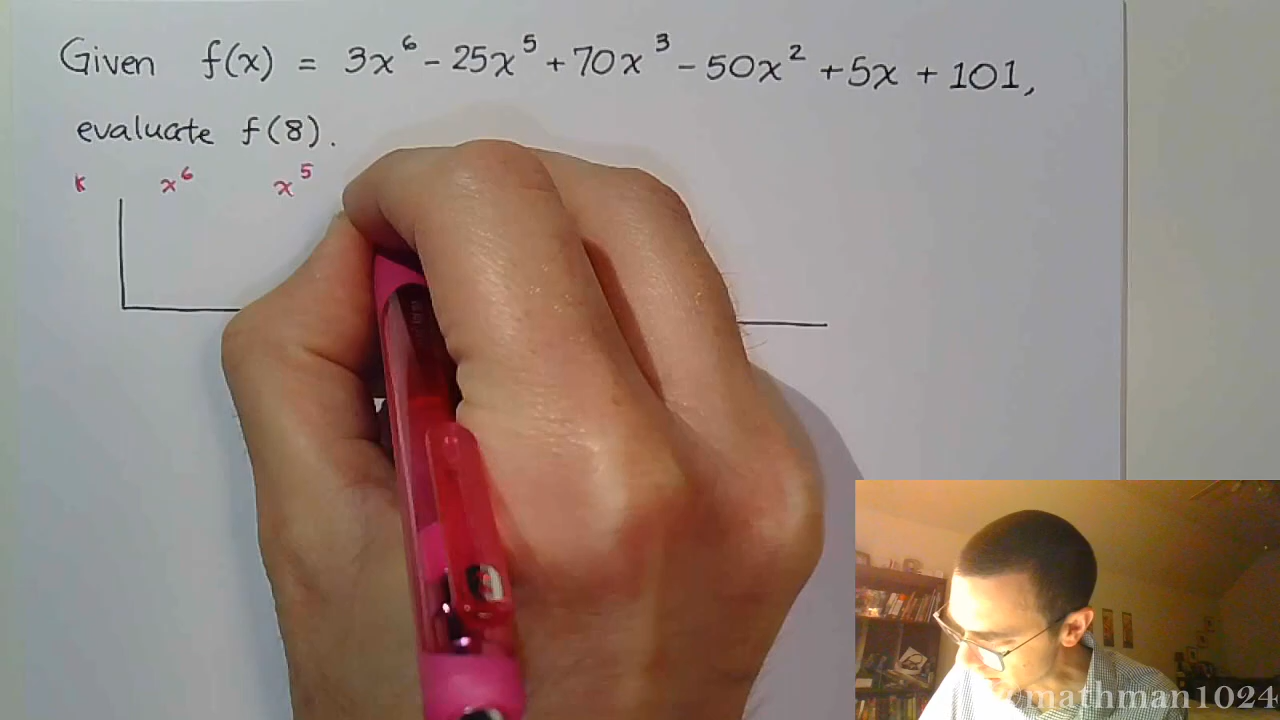 Given f(x) = 3x⁶ - 25x⁵ + 70x³ - 50x² + 5x + 101,
evaluate f(8).
k x⁶ x⁵
mathman1024